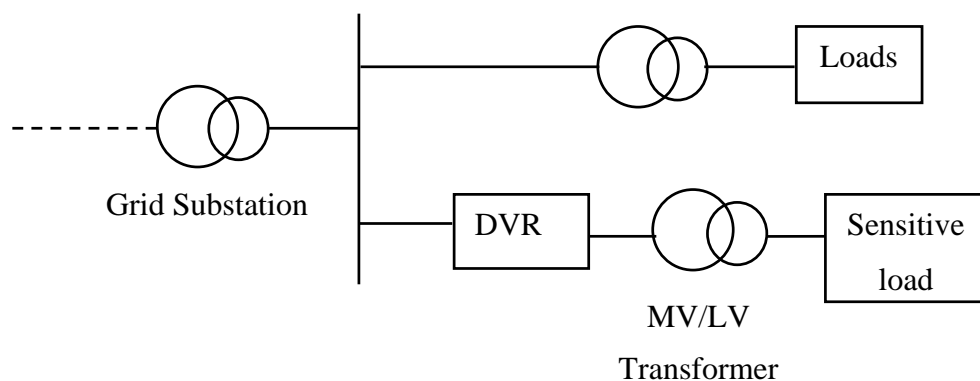 Loads
Grid Substation
DVR
Sensitive
load
MV/LV
Transformer